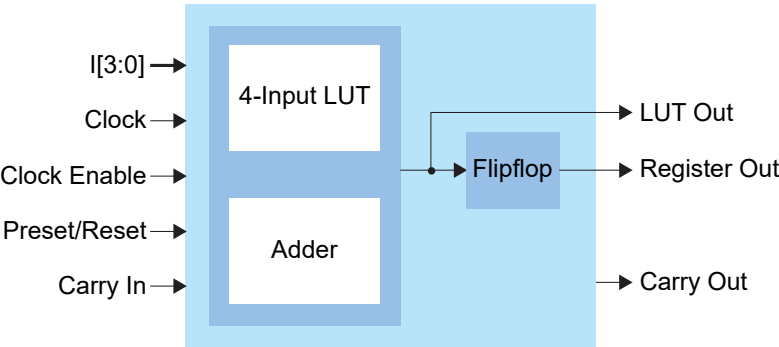 I[3:0]
Clock
Clock Enable
Preset/Reset
Carry In
4-Input LUT
Adder
Flipflop
LUT Out
Register Out
Carry Out